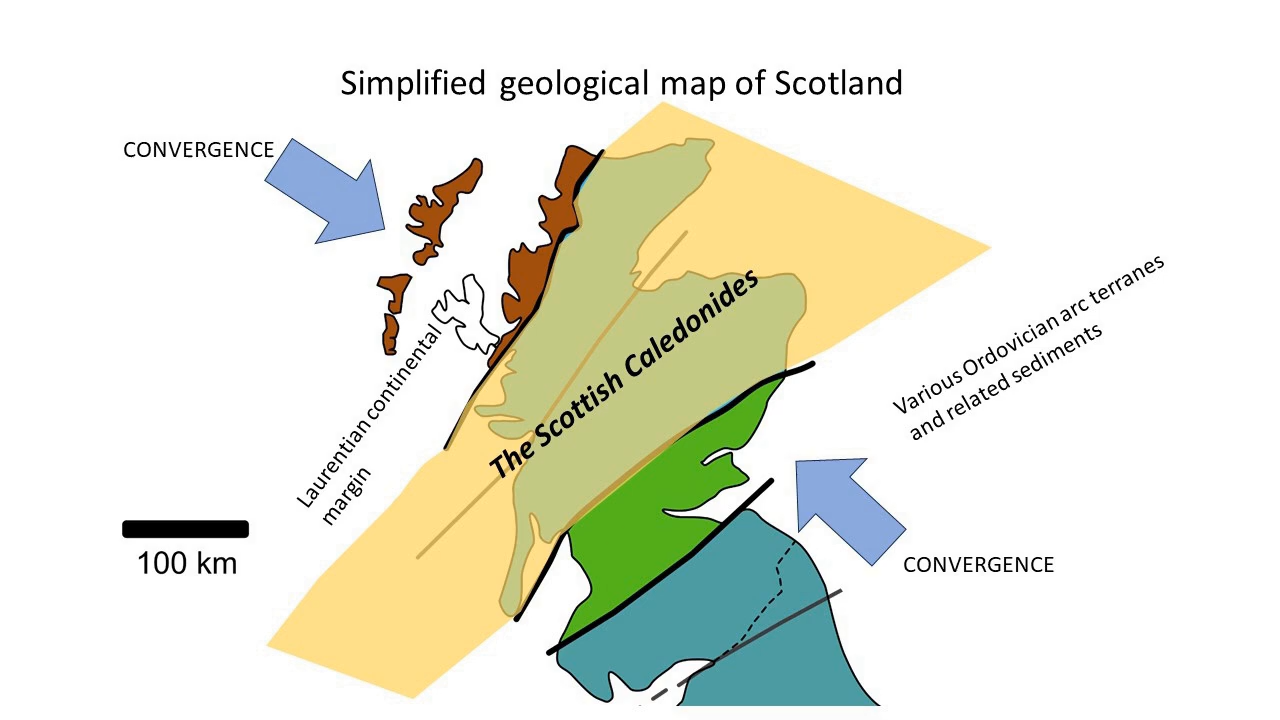 Simplified geological map of Scotland
CONVERGENCE
The Scottish Caledonides
Laurentian continental
margin
Various Ordovician arc terranes
and related sediments
100 km
CONVERGENCE